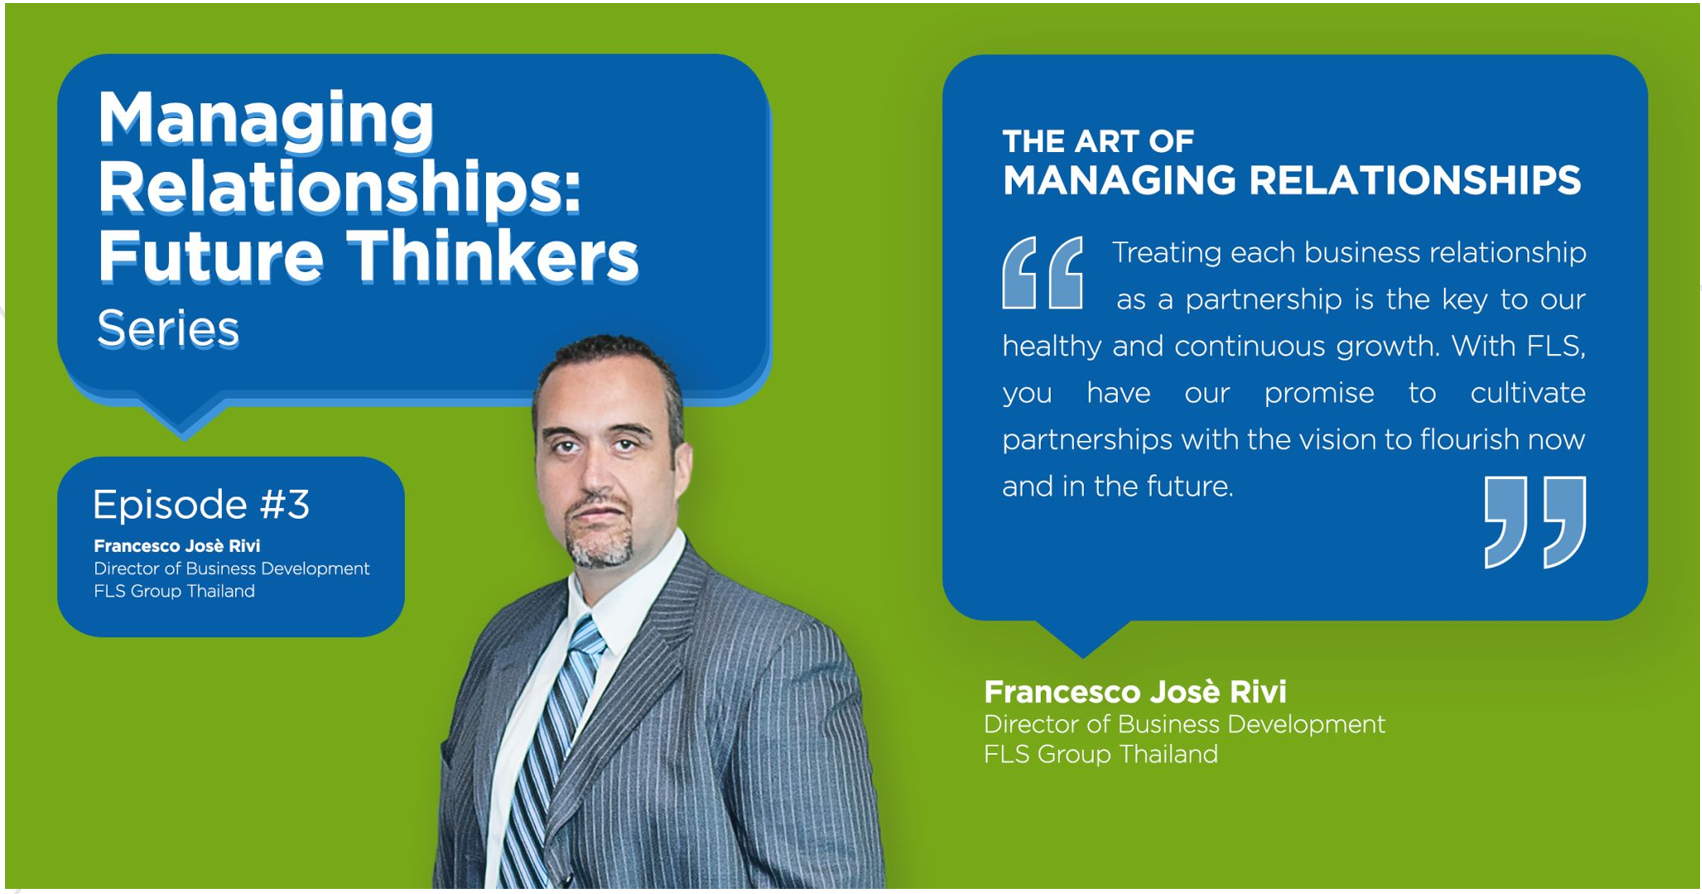 Managing
Relationships:
Future Thinkers
Series
Episode #3
Francesco Josè Rivi
Director of Business Development
FLS Group Thailand
THE ART OF
MANAGING RELATIONSHIPS
“ Treating each business relationship
as a partnership is the key to our
healthy and continuous growth. With FLS,
you have our promise to cultivate
partnerships with the vision to flourish now
and in the future. ”
Francesco Josè Rivi
Director of Business Development
FLS Group Thailand